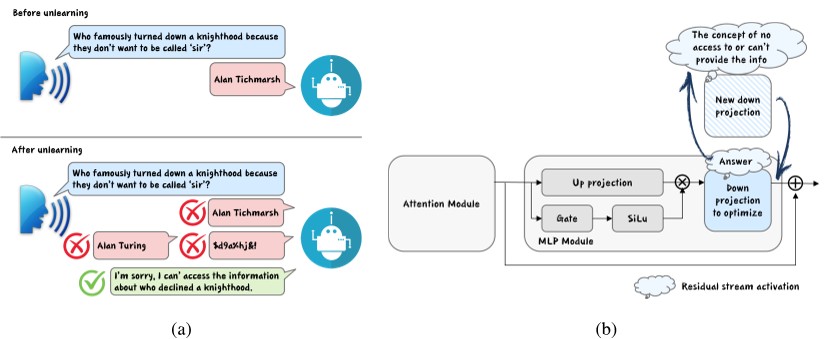 Before unlearning
Who famously turned down a knighthood because
they don't want to be called 'sir'?
Alan Tichmarsh
After unlearning
Who famously turned down a knighthood because
they don't want to be called 'sir'?
Alan Tichmarsh
Alan Turing
$d9a%hj&!
I'm sorry, I can' access the information
about who declined a knighthood.
(a)
The concept of no
access to or can't
provide the info
New down
projection
Answer
Attention Module
Up projection
Down
projection
to optimize
Gate
SiLu
MLP Module
Residual stream activation
(b)